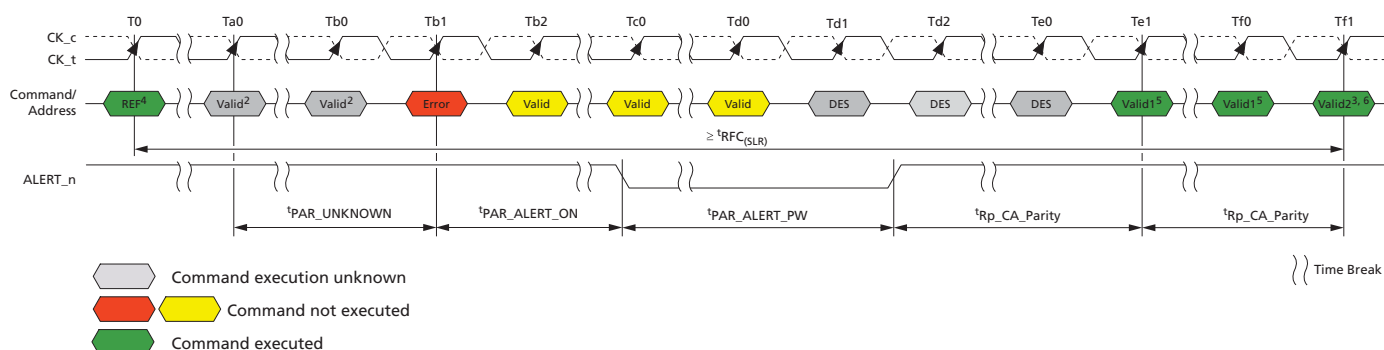 T0 Ta0 Tb0 Tb1 Tb2 Tc0 Td0 Td1 Td2 Te0 Te1 Tf0 Tf1
CK_c
CK_t
Command/
Address
REF4 Valid2 Valid2 Error Valid Valid Valid DES DES DES Valid15 Valid15 Valid23, 6
≥ tRFC(SLR)
ALERT_n
tPAR_UNKNOWN tPAR_ALERT_ON tPAR_ALERT_PW tRp_CA_Parity tRp_CA_Parity
Command execution unknown
Time Break
Command not executed
Command executed